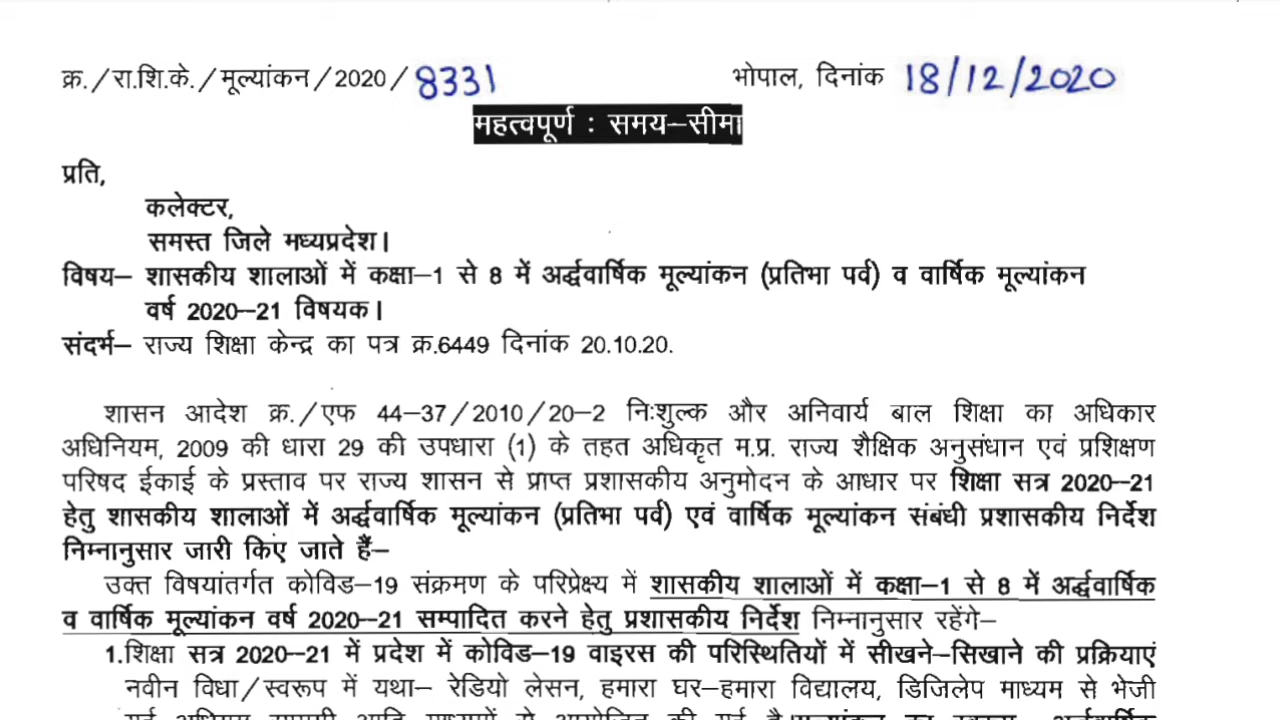 क्र./रा.शि.के./मूल्यांकन/2020/8331 भोपाल, दिनांक 18/12/2020
महत्वपूर्ण : समय–सीमा
प्रति,
कलेक्टर,
समस्त जिले मध्यप्रदेश।
विषय– शासकीय शालाओं में कक्षा–1 से 8 में अर्द्धवार्षिक मूल्यांकन (प्रतिभा पर्व) व वार्षिक मूल्यांकन
वर्ष 2020–21 विषयक।
संदर्भ– राज्य शिक्षा केन्द्र का पत्र क्र.6449 दिनांक 20.10.20.
शासन आदेश क्र./एफ 44–37/2010/20–2 निःशुल्क और अनिवार्य बाल शिक्षा का अधिकार
अधिनियम, 2009 की धारा 29 की उपधारा (1) के तहत अधिकृत म.प्र. राज्य शैक्षिक अनुसंधान एवं प्रशिक्षण
परिषद ईकाई के प्रस्ताव पर राज्य शासन से प्राप्त प्रशासकीय अनुमोदन के आधार पर शिक्षा सत्र 2020–21
हेतु शासकीय शालाओं में अर्द्धवार्षिक मूल्यांकन (प्रतिभा पर्व) एवं वार्षिक मूल्यांकन संबंधी प्रशासकीय निर्देश
निम्नानुसार जारी किए जाते हैं–
उक्त विषयांतर्गत कोविड–19 संक्रमण के परिप्रेक्ष्य में शासकीय शालाओं में कक्षा–1 से 8 में अर्द्धवार्षिक
व वार्षिक मूल्यांकन वर्ष 2020–21 सम्पादित करने हेतु प्रशासकीय निर्देश निम्नानुसार रहेंगे–
1.शिक्षा सत्र 2020–21 में प्रदेश में कोविड–19 वाइरस की परिस्थितियों में सीखने–सिखाने की प्रक्रियाएं
नवीन विधा/स्वरूप में यथा– रेडियो लेसन, हमारा घर–हमारा विद्यालय, डिजिलेप माध्यम से भेजी